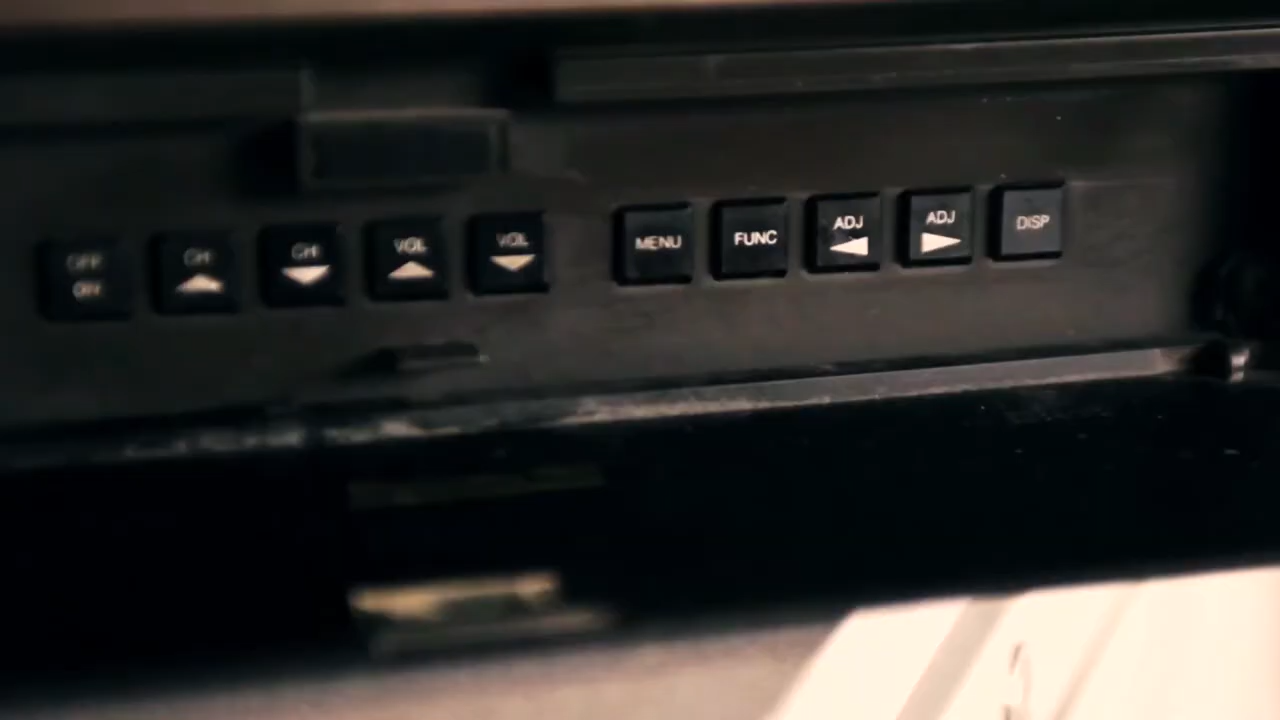 OFF
ON
CH
CH
VOL
VOL
MENU
FUNC
ADJ
ADJ
DISP